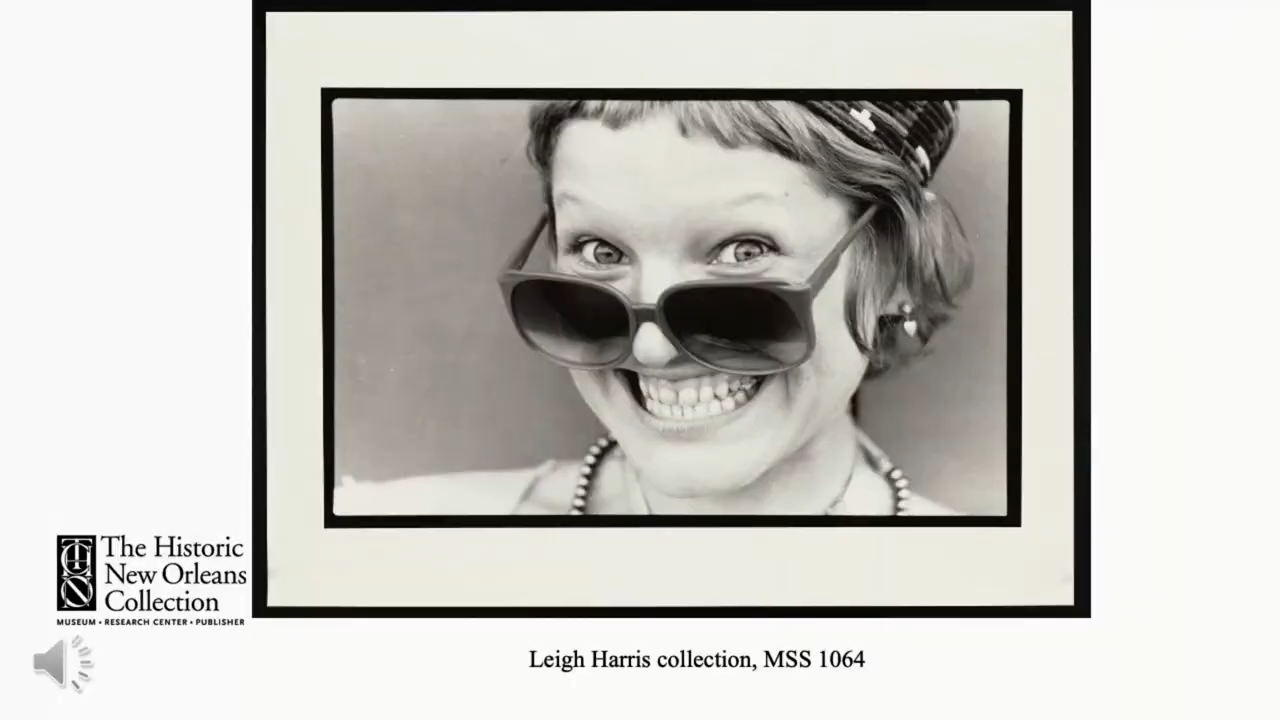 The Historic
New Orleans
Collection
MUSEUM • RESEARCH CENTER • PUBLISHER
Leigh Harris collection, MSS 1064